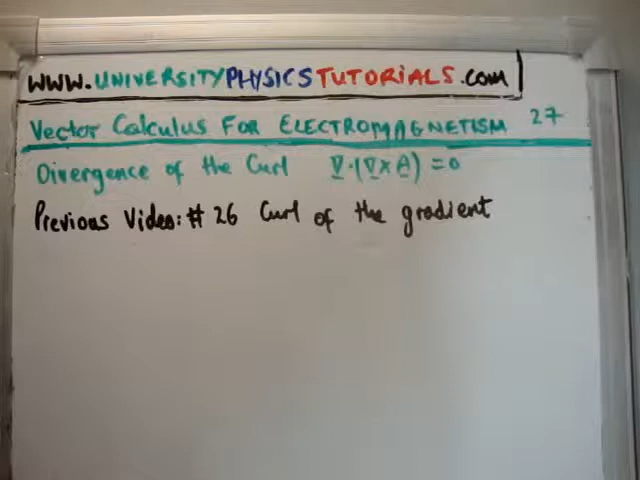 WWW.UNIVERSITYPHYSICSTUTORIALS.COM
VECTOR CALCULUS FOR ELECTROMAGNETISM 27
Divergence of the Curl ∇·(∇×A)=0
Previous Video:# 26 Curl of the gradient